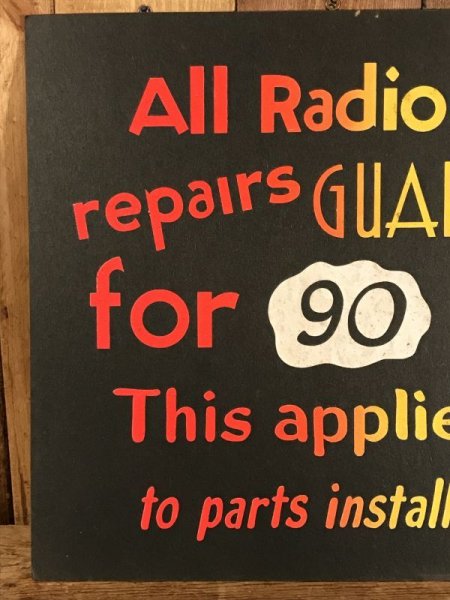 All Radio
repairs GUA
for 90
This applie
to parts install